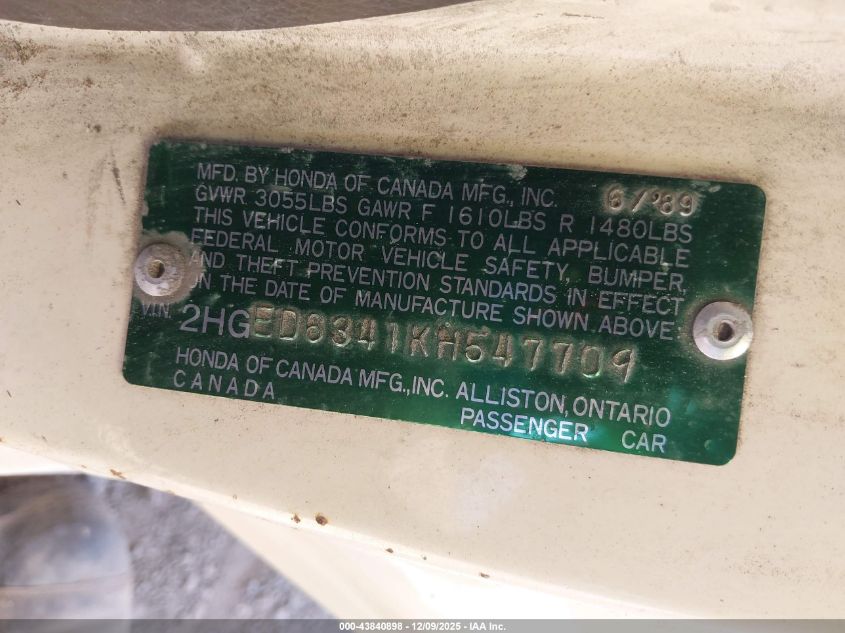 MFD. BY HONDA OF CANADA MFG., INC. 6/'89
GVWR 3055LBS GAWR F 1610LBS R 1480LBS
THIS VEHICLE CONFORMS TO ALL APPLICABLE
FEDERAL MOTOR VEHICLE SAFETY, BUMPER,
AND THEFT PREVENTION STANDARDS IN EFFECT
ON THE DATE OF MANUFACTURE SHOWN ABOVE
VIN: 2HGED6341KH547709
HONDA OF CANADA MFG., INC. ALLISTON, ONTARIO
CANADA
PASSENGER CAR
000-43840898 - 12/09/2025 - IAA Inc.